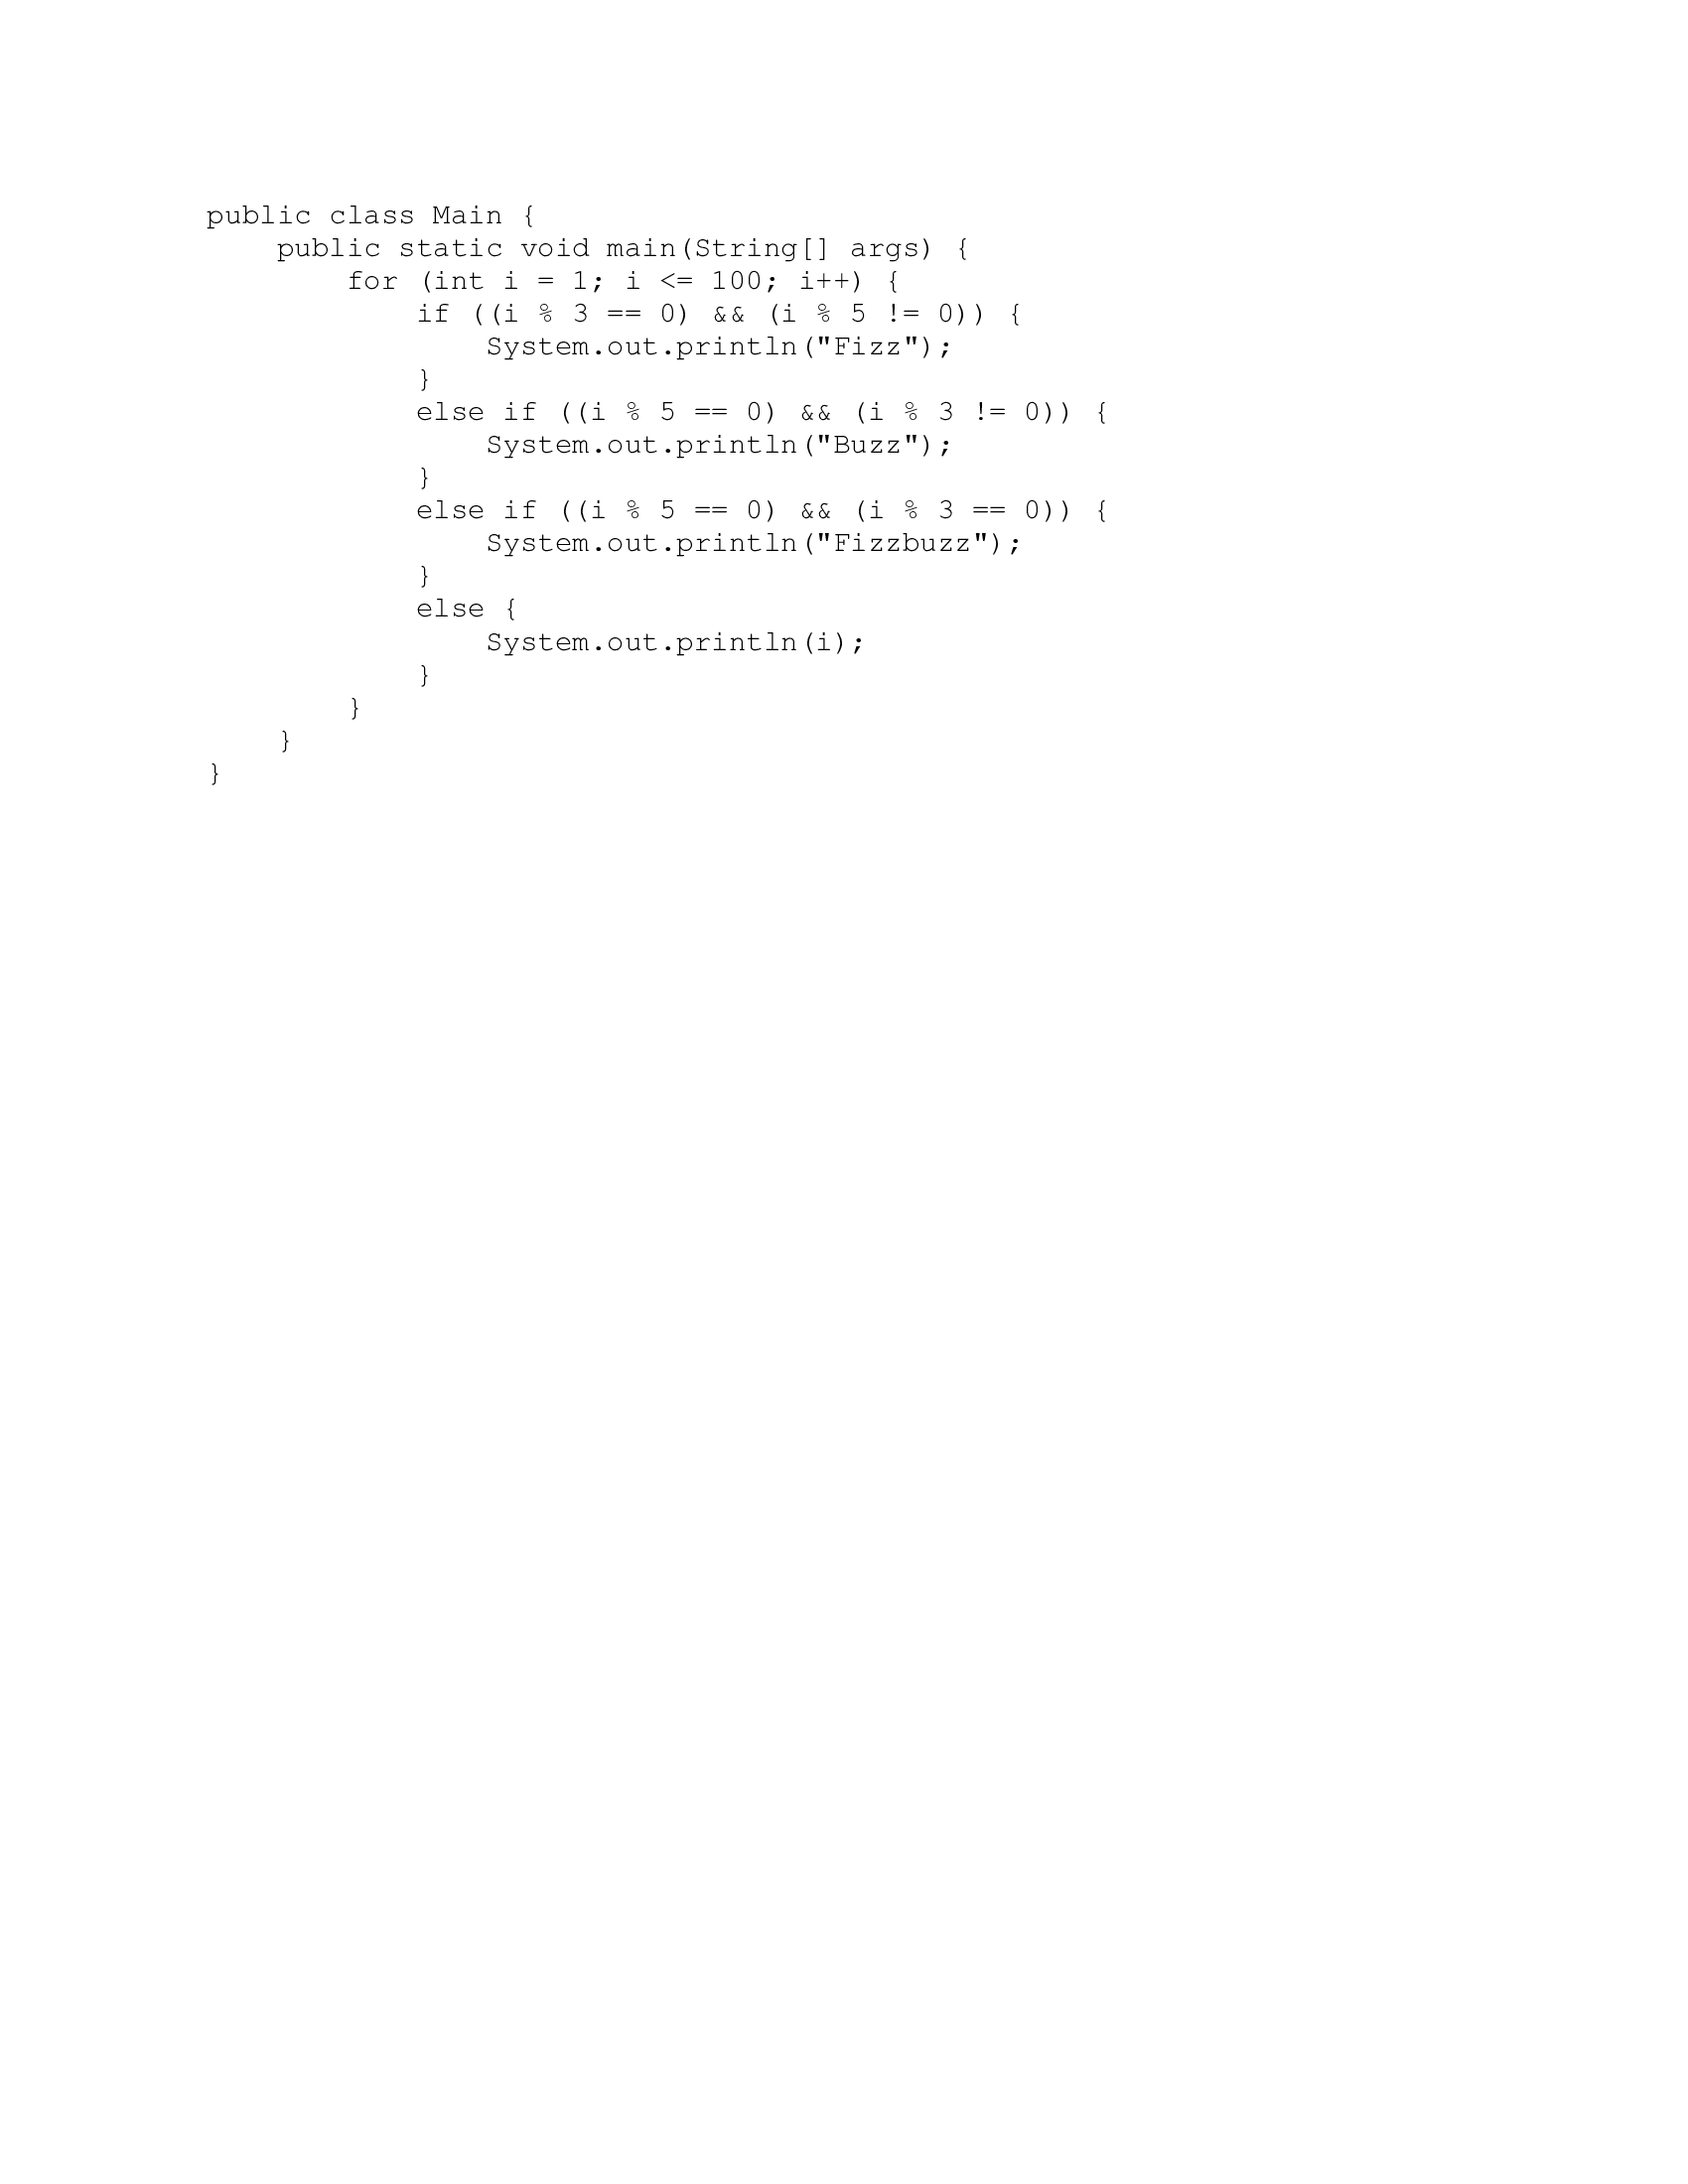 public class Main {
    public static void main(String[] args) {
        for (int i = 1; i <= 100; i++) {
            if ((i % 3 == 0) && (i % 5 != 0)) {
                System.out.println("Fizz");
            }
            else if ((i % 5 == 0) && (i % 3 != 0)) {
                System.out.println("Buzz");
            }
            else if ((i % 5 == 0) && (i % 3 == 0)) {
                System.out.println("Fizzbuzz");
            }
            else {
                System.out.println(i);
            }
        }
    }
}